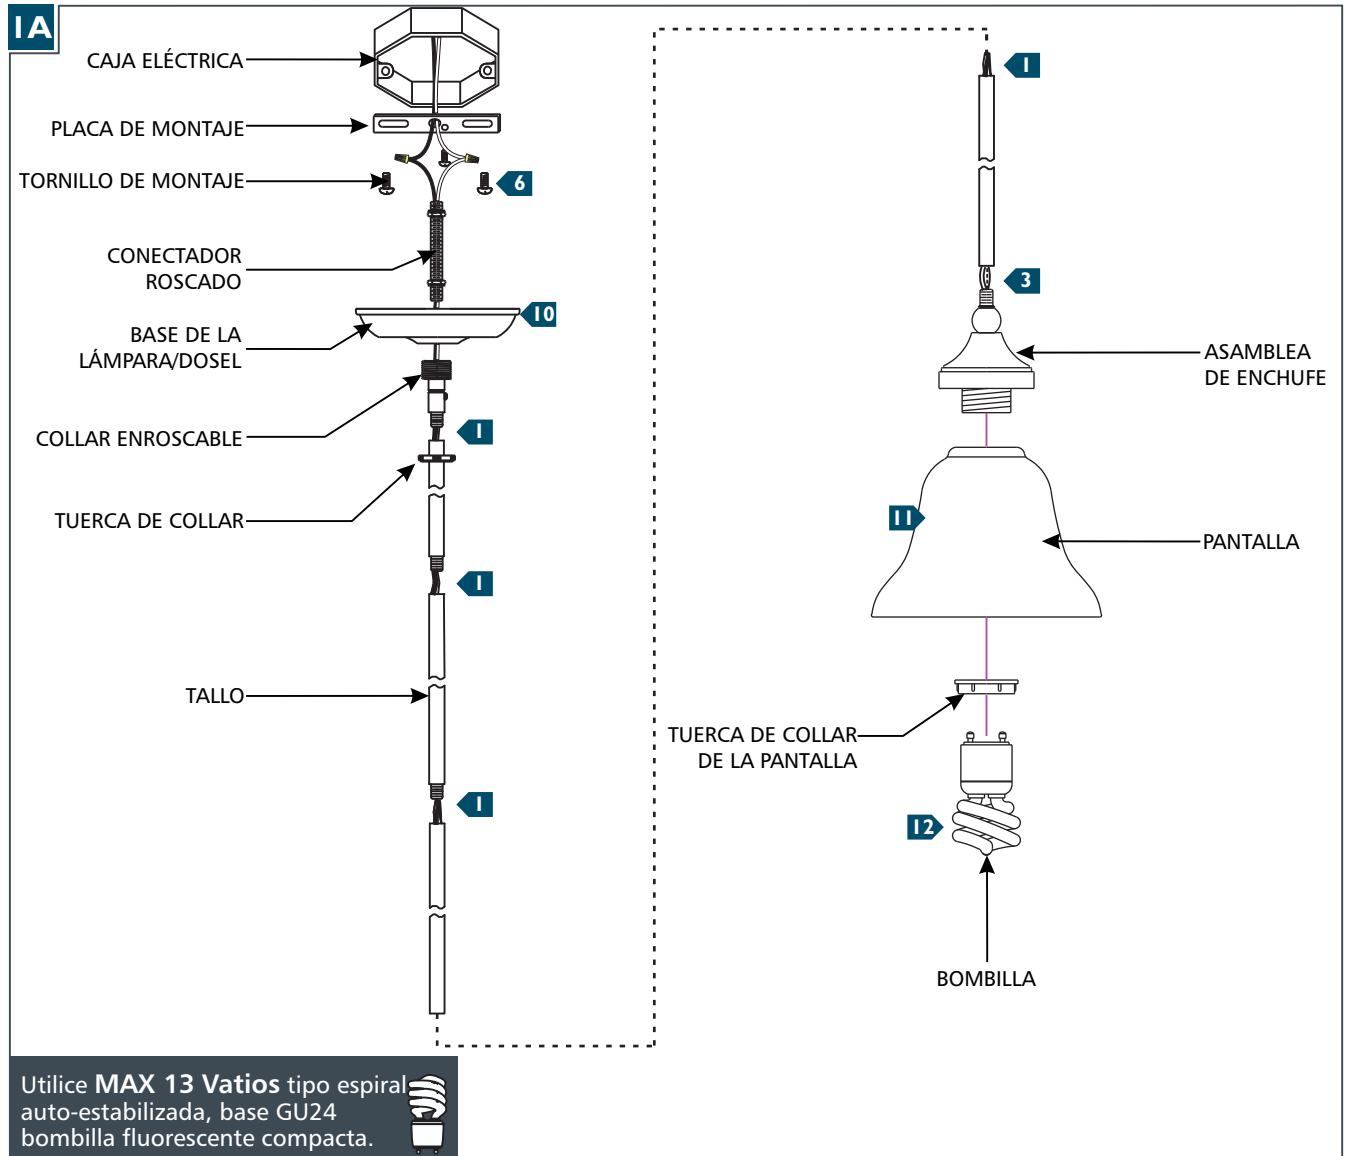 1A
CAJA ELÉCTRICA
PLACA DE MONTAJE
TORNILLO DE MONTAJE
6
CONECTADOR
ROSCADO
BASE DE LA
LÁMPARA/DOSEL
10
COLLAR ENROSCABLE
1
TUERCA DE COLLAR
1
TALLO
1
1
3
ASAMBLEA
DE ENCHUFE
11
PANTALLA
TUERCA DE COLLAR
DE LA PANTALLA
12
BOMBILLA
Utilice MAX 13 Vatios tipo espiral
auto-estabilizada, base GU24
bombilla fluorescente compacta.